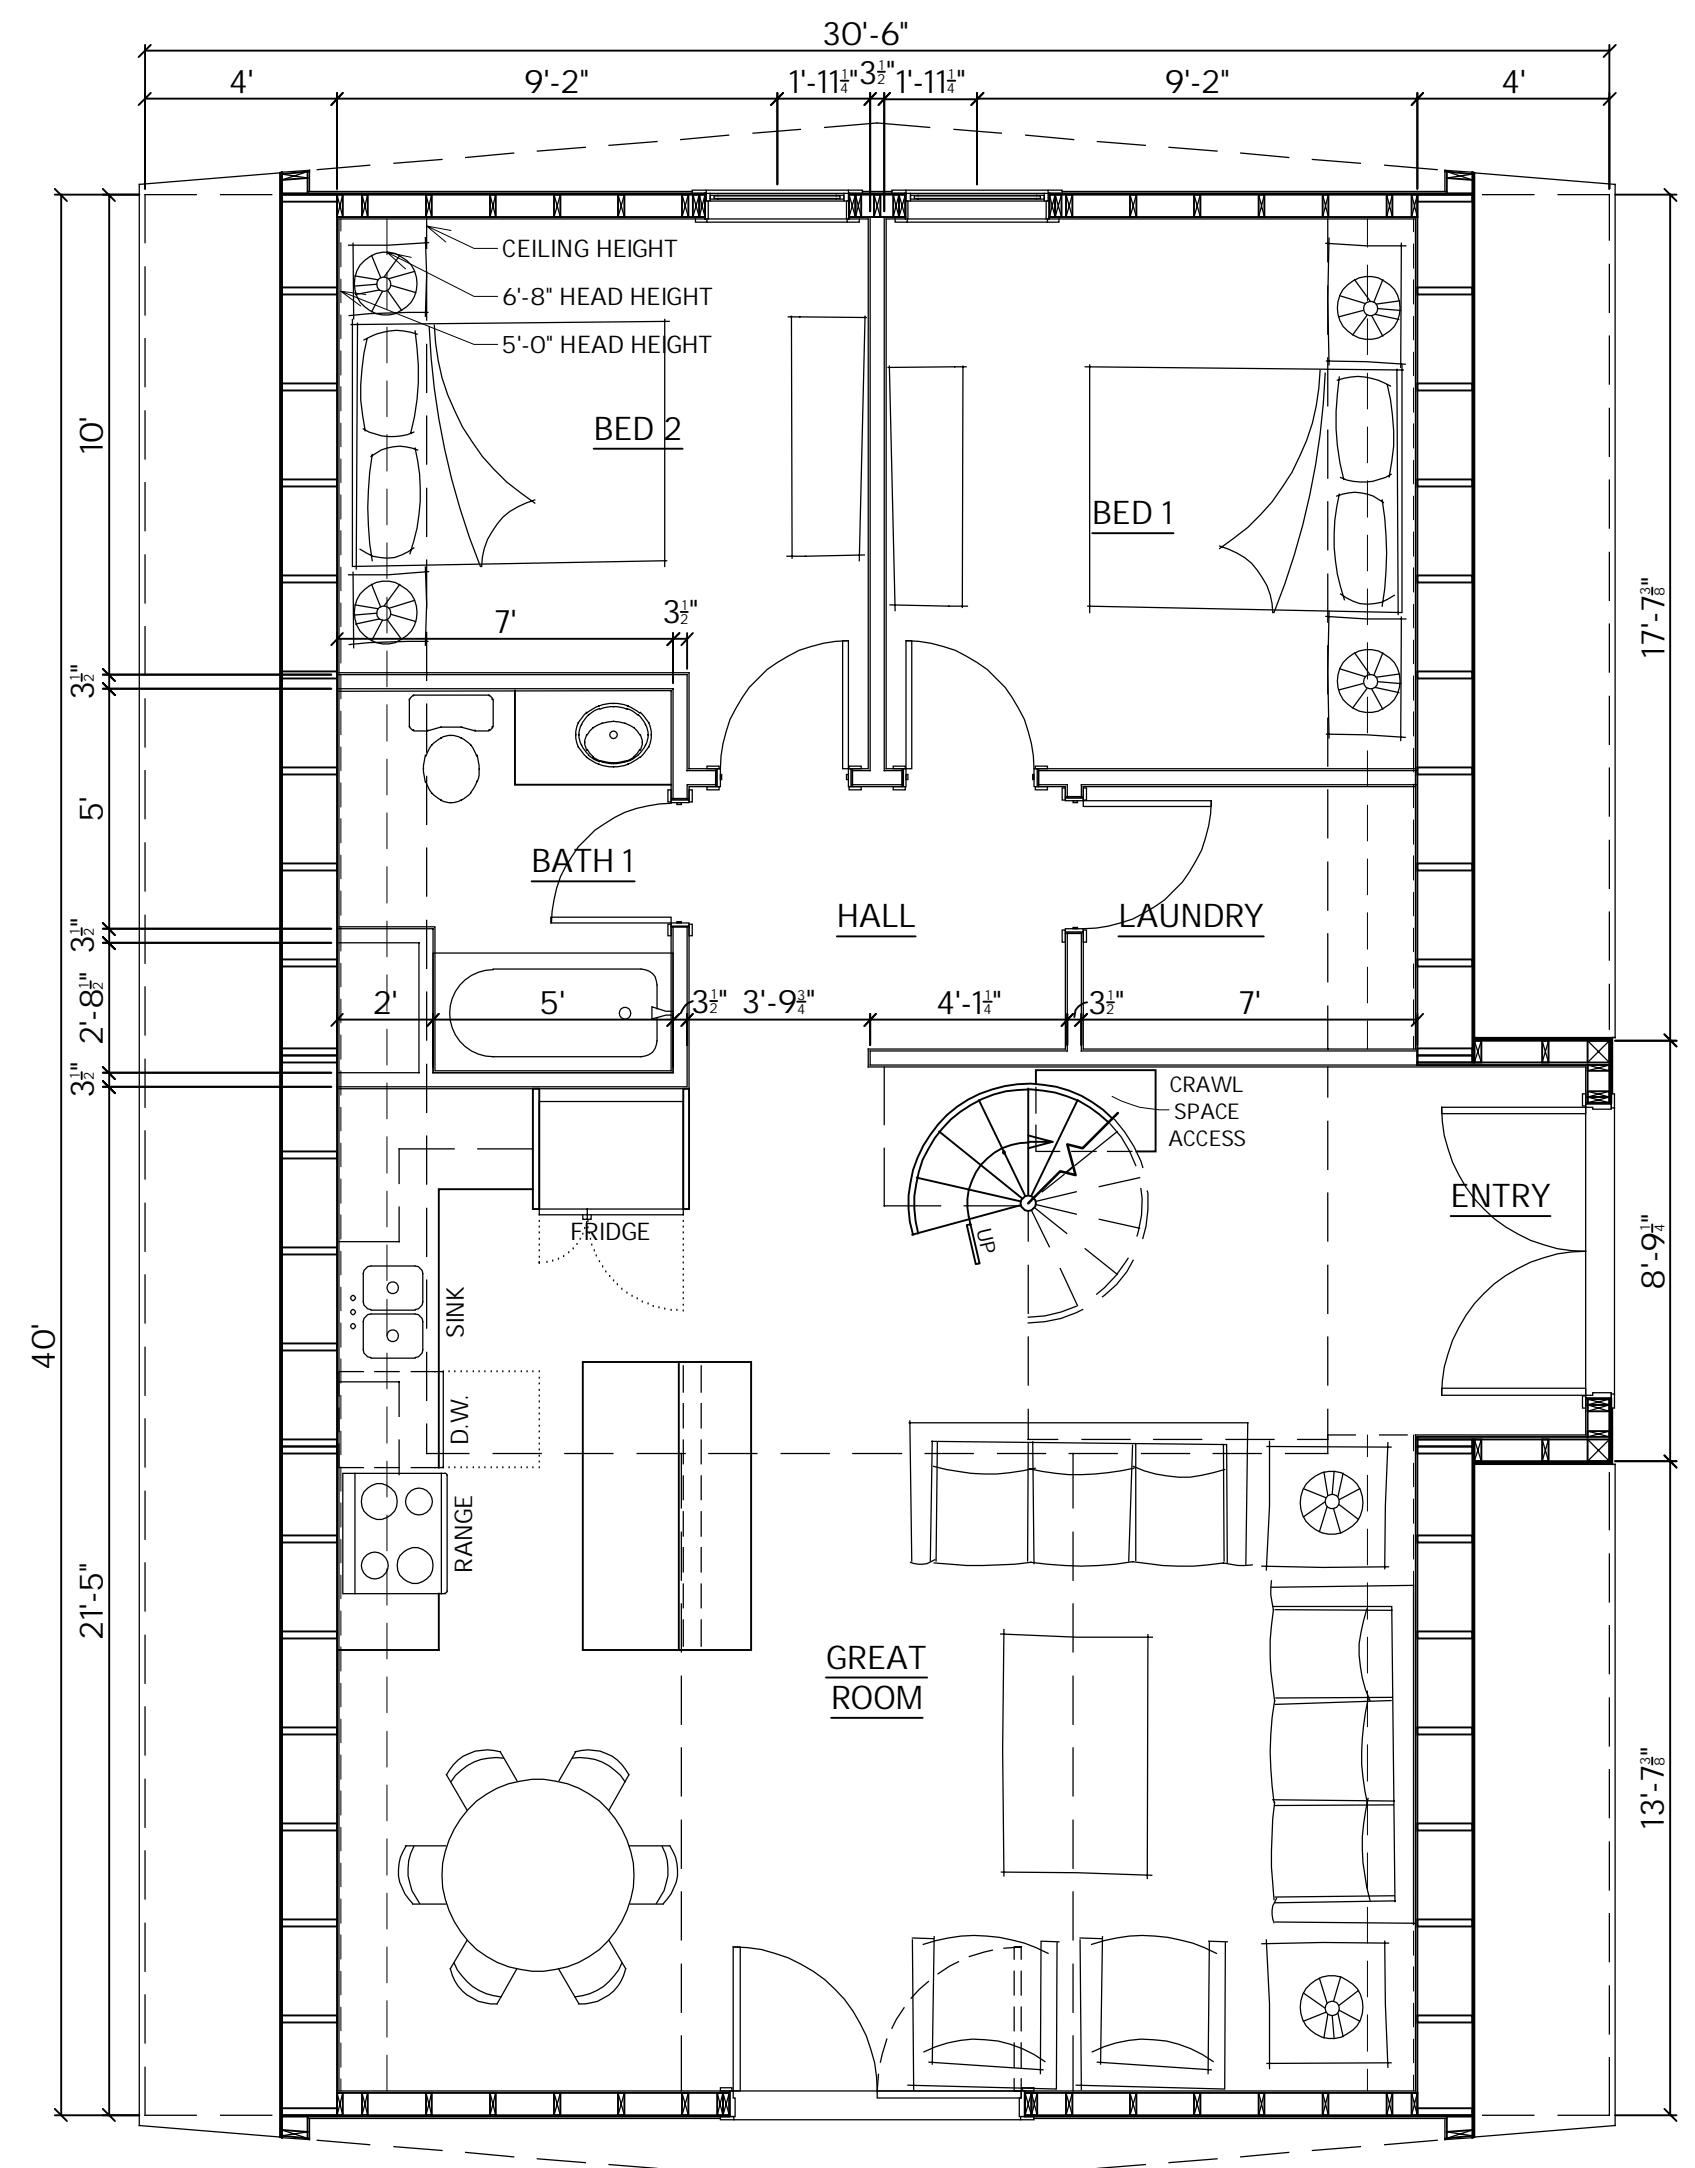 30'-6"
4'
9'-2"
1'-11¼"
3½"
1'-11¼"
9'-2"
4'
CEILING HEIGHT
6'-8" HEAD HEIGHT
5'-0" HEAD HEIGHT
BED 2
10'
BED 1
17'-7⅜"
7'
3½"
3½"
5'
BATH 1
HALL
LAUNDRY
3½"
2'-8½"
2'
5'
3½"
3'-9¾"
4'-1¼"
3½"
7'
3½"
CRAWL
SPACE
ACCESS
ENTRY
FRIDGE
UP
8'-9¼"
SINK
40'
D.W.
RANGE
21'-5"
GREAT
ROOM
13'-7⅜"